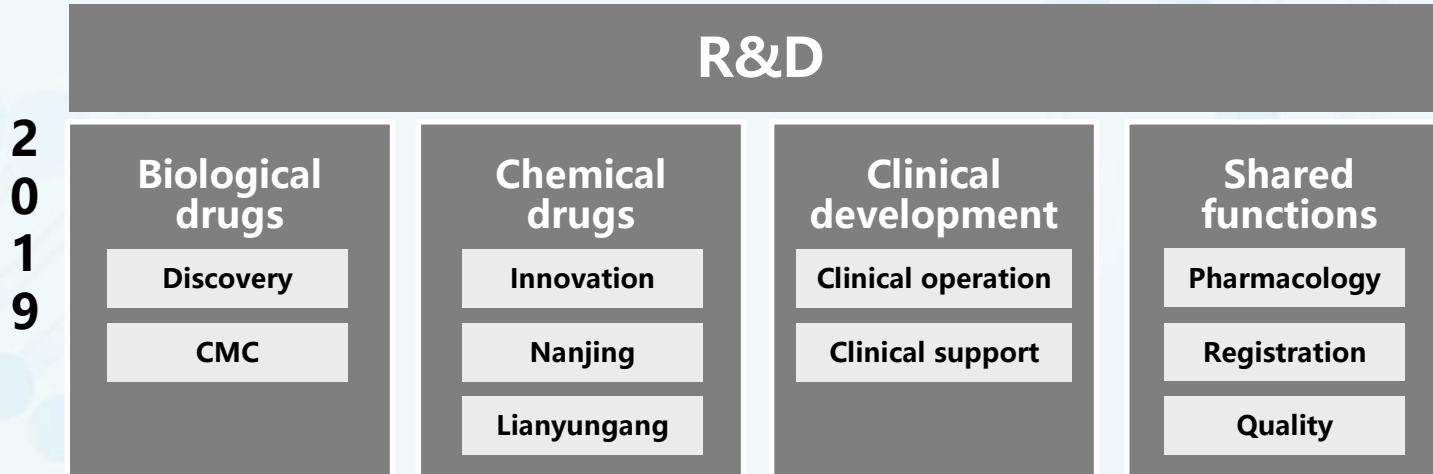 R&D
2
0
1
9
Biological
drugs
Discovery
CMC
Chemical
drugs
Innovation
Nanjing
Lianyungang
Clinical
development
Clinical operation
Clinical support
Shared
functions
Pharmacology
Registration
Quality